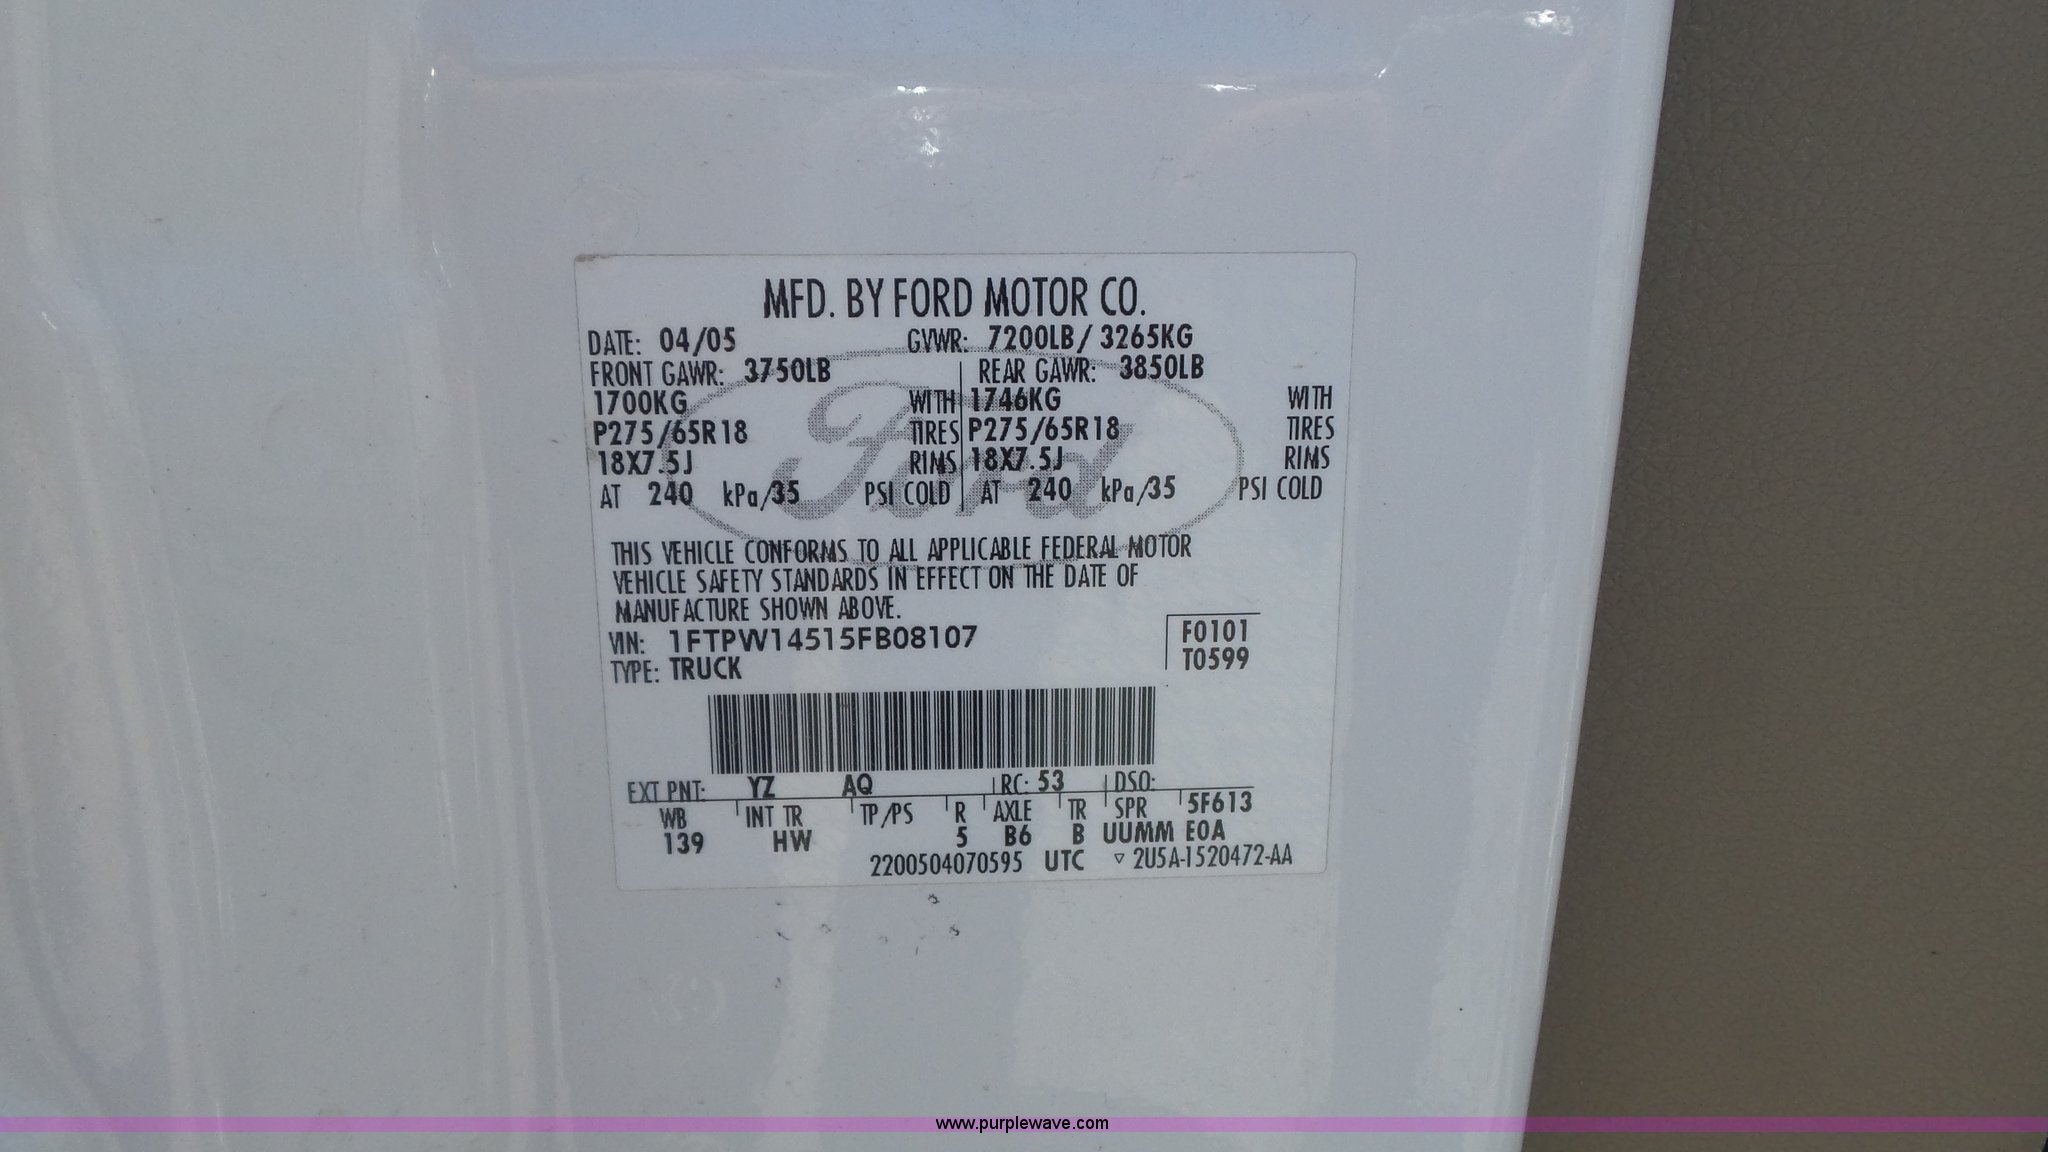 MFD. BY FORD MOTOR CO.
DATE: 04/05 GVWR: 7200LB/ 3265KG
FRONT GAWR: 3750LB REAR GAWR: 3850LB
1700KG WITH 1746KG WITH
P275/65R18 TIRES P275/65R18 TIRES
18X7.5J RIMS 18X7.5J RIMS
AT 240 kPa/35 PSI COLD AT 240 kPa/35 PSI COLD
Ford
THIS VEHICLE CONFORMS TO ALL APPLICABLE FEDERAL MOTOR
VEHICLE SAFETY STANDARDS IN EFFECT ON THE DATE OF
MANUFACTURE SHOWN ABOVE.
VIN: 1FTPW14515FB08107 F0101
TYPE: TRUCK T0599
EXT PNT: YZ AQ RC: 53 DSO:
WB INT TR TP/PS R AXLE TR SPR 5F613
139 HW 5 B6 B UUMM E0A
2200504070595 UTC ▽ 2U5A-1520472-AA
www.purplewave.com